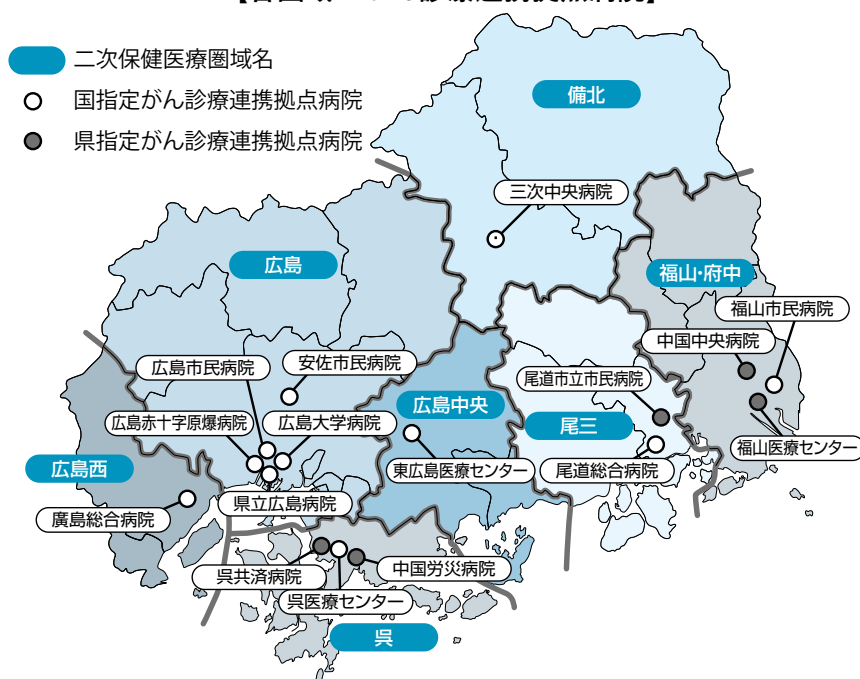 二次保健医療圏域名
国指定がん診療連携拠点病院
県指定がん診療連携拠点病院
備北
三次中央病院
広島
福山・府中
福山市民病院
中国中央病院
広島市民病院
安佐市民病院
尾道市立市民病院
広島中央
広島赤十字原爆病院
広島大学病院
尾三
福山医療センター
広島西
東広島医療センター
尾道総合病院
県立広島病院
廣島総合病院
呉共済病院
中国労災病院
呉医療センター
呉